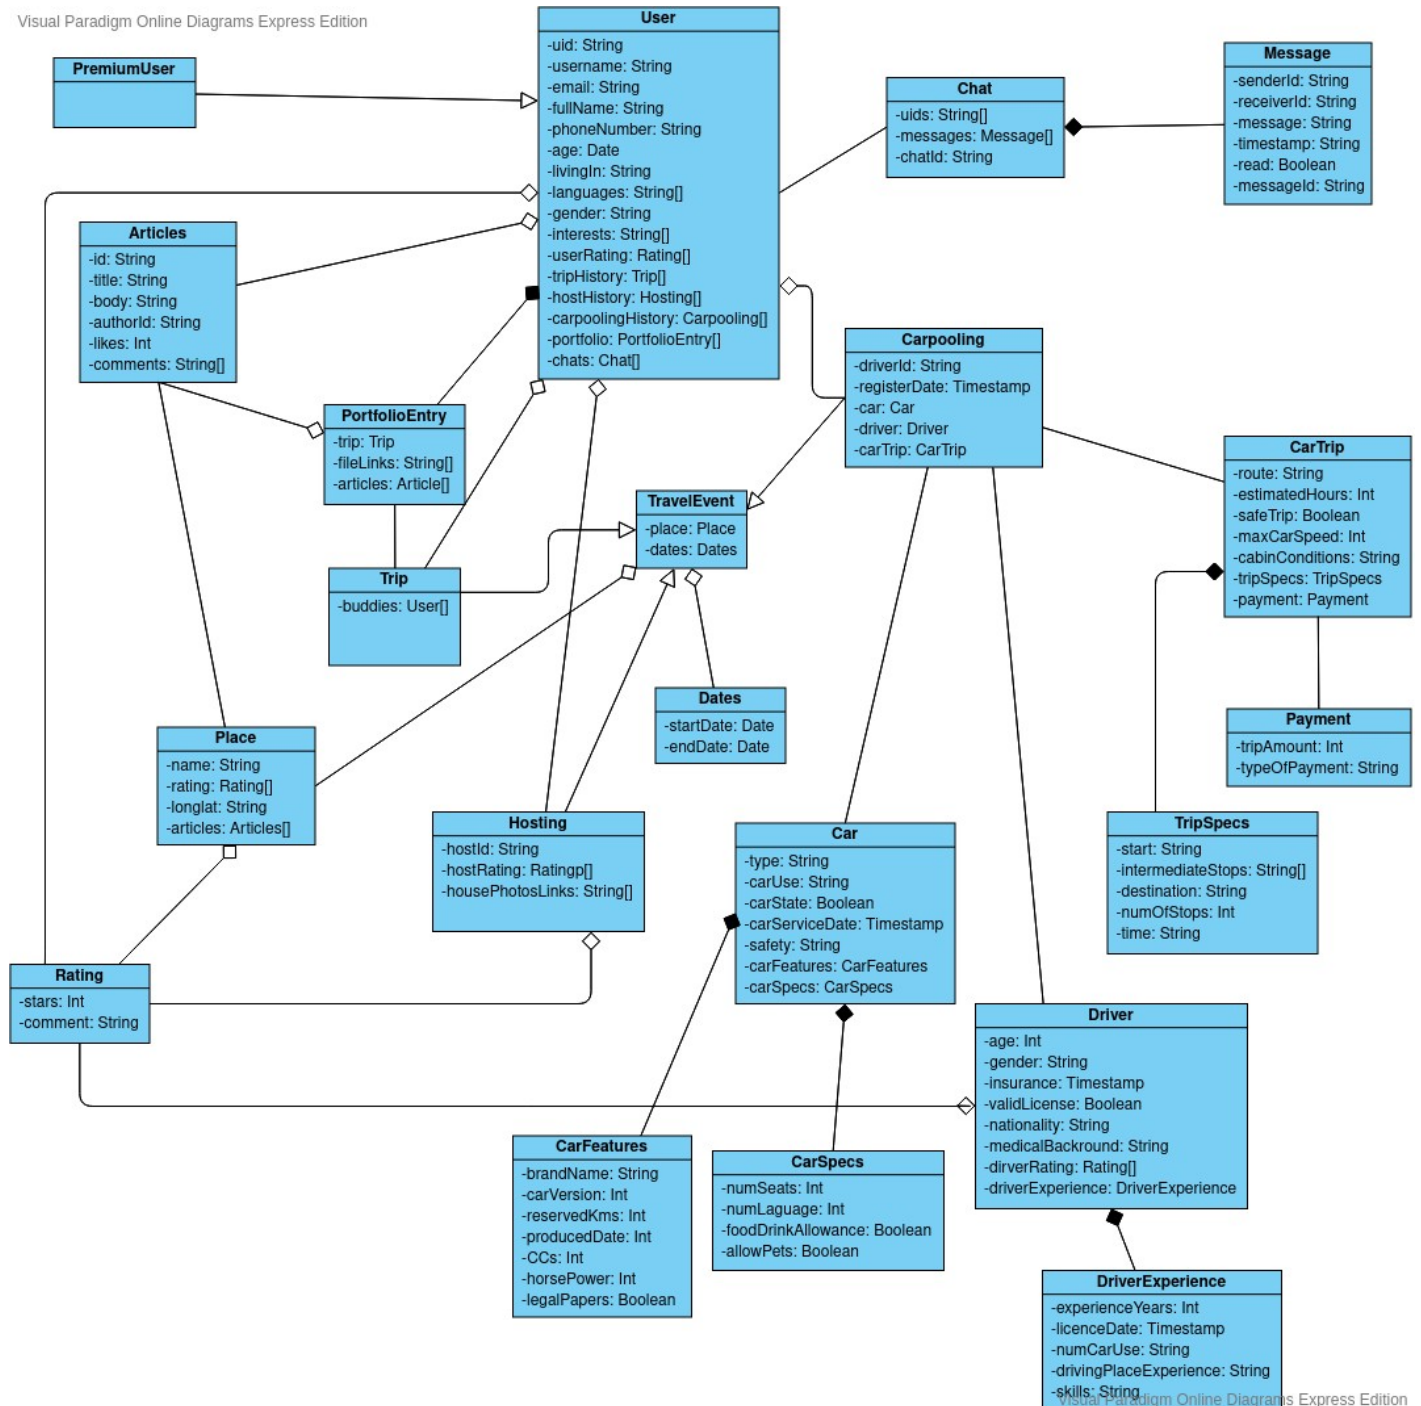 Visual Paradigm Online Diagrams Express Edition
User
-uid: String
-username: String
-email: String
-fullName: String
-phoneNumber: String
-age: Date
-livingIn: String
-languages: String[]
-gender: String
-interests: String[]
-userRating: Rating[]
-tripHistory: Trip[]
-hostHistory: Hosting[]
-carpoolingHistory: Carpooling[]
-portfolio: PortfolioEntry[]
-chats: Chat[]
PremiumUser
Chat
-uids: String[]
-messages: Message[]
-chatId: String
Message
-senderId: String
-receiverId: String
-message: String
-timestamp: String
-read: Boolean
-messageId: String
Articles
-id: String
-title: String
-body: String
-authorId: String
-likes: Int
-comments: String[]
PortfolioEntry
-trip: Trip
-fileLinks: String[]
-articles: Article[]
Carpooling
-driverId: String
-registerDate: Timestamp
-car: Car
-driver: Driver
-carTrip: CarTrip
CarTrip
-route: String
-estimatedHours: Int
-safeTrip: Boolean
-maxCarSpeed: Int
-cabinConditions: String
-tripSpecs: TripSpecs
-payment: Payment
TravelEvent
-place: Place
-dates: Dates
Trip
-buddies: User[]
Dates
-startDate: Date
-endDate: Date
Payment
-tripAmount: Int
-typeOfPayment: String
Place
-name: String
-rating: Rating[]
-longlat: String
-articles: Articles[]
Hosting
-hostId: String
-hostRating: Ratingp[]
-housePhotosLinks: String[]
Car
-type: String
-carUse: String
-carState: Boolean
-carServiceDate: Timestamp
-safety: String
-carFeatures: CarFeatures
-carSpecs: CarSpecs
TripSpecs
-start: String
-intermediateStops: String[]
-destination: String
-numOfStops: Int
-time: String
Rating
-stars: Int
-comment: String
Driver
-age: Int
-gender: String
-insurance: Timestamp
-validLicense: Boolean
-nationality: String
-medicalBackround: String
-dirverRating: Rating[]
-driverExperience: DriverExperience
CarFeatures
-brandName: String
-carVersion: Int
-reservedKms: Int
-producedDate: Int
-CCs: Int
-horsePower: Int
-legalPapers: Boolean
CarSpecs
-numSeats: Int
-numLaguage: Int
-foodDrinkAllowance: Boolean
-allowPets: Boolean
DriverExperience
-experienceYears: Int
-licenceDate: Timestamp
-numCarUse: String
-drivingPlaceExperience: String
-skills: String
Visual Paradigm Online Diagrams Express Edition